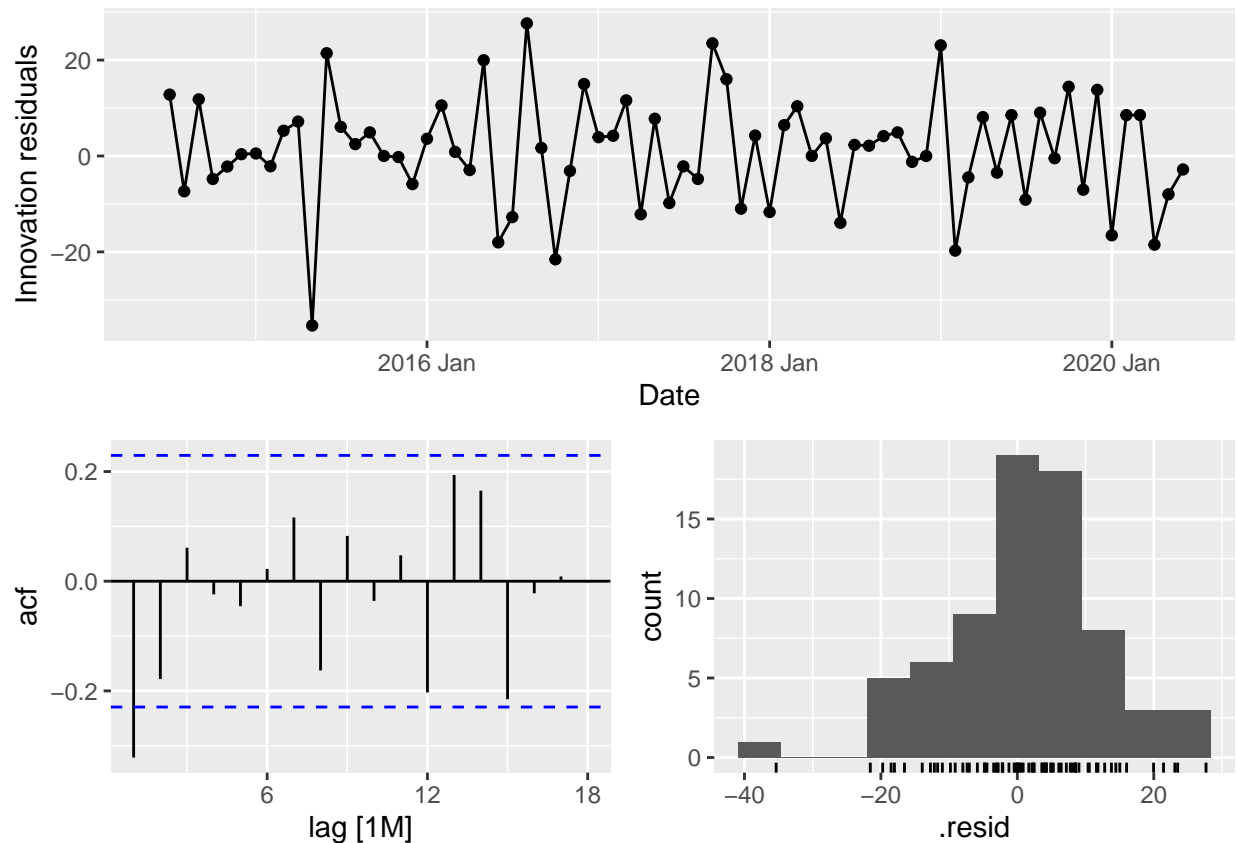 Innovation residuals
20
0
−20
2016 Jan
2018 Jan
2020 Jan
Date
acf
0.2
0.0
−0.2
6
12
18
lag [1M]
count
15
10
5
0
−40
−20
0
20
.resid